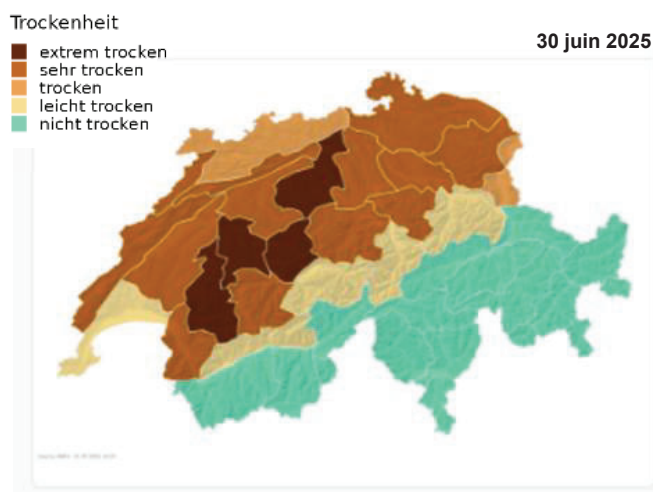 Trockenheit
30 juin 2025
extrem trocken
sehr trocken
trocken
leicht trocken
nicht trocken